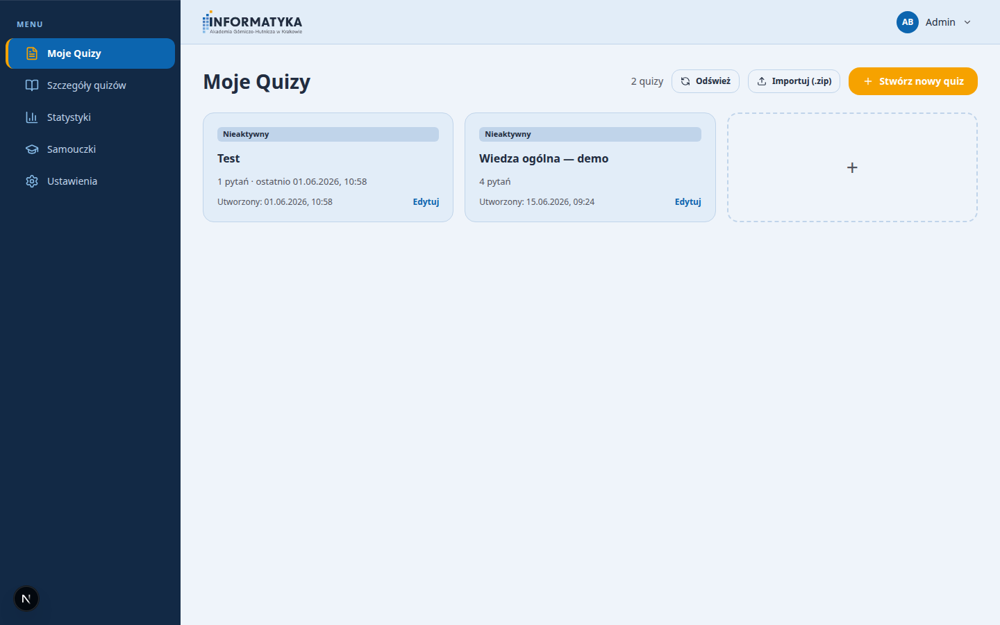 MENU
Moje Quizy
Szczegóły quizów
Statystyki
Samouczki
Ustawienia
INFORMATYKA
Akademia Górniczo-Hutnicza w Krakowie
AB Admin
Moje Quizy
2 quizy Odśwież Importuj (.zip) + Stwórz nowy quiz
Nieaktywny
Test
1 pytań · ostatnio 01.06.2026, 10:58
Utworzony: 01.06.2026, 10:58 Edytuj
Nieaktywny
Wiedza ogólna — demo
4 pytań
Utworzony: 15.06.2026, 09:24 Edytuj
+
N